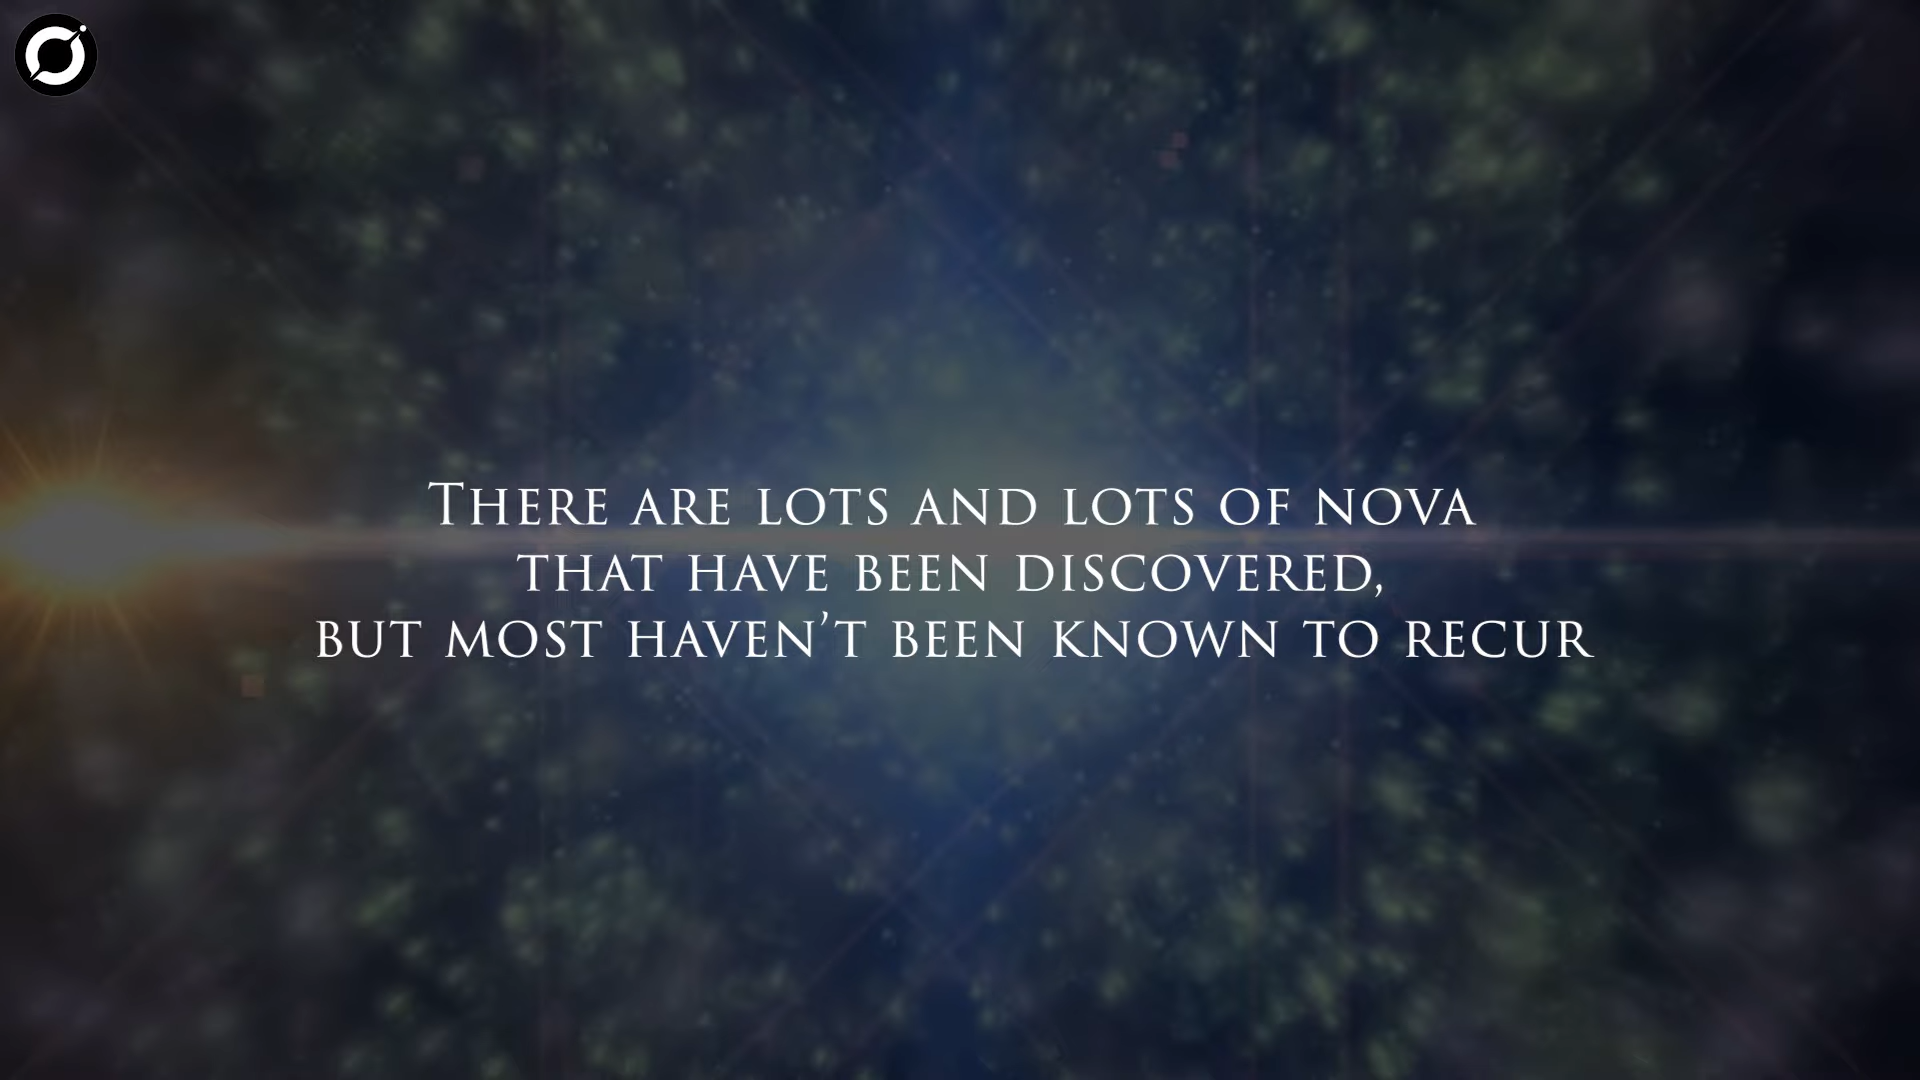 There are lots and lots of nova
that have been discovered,
but most haven't been known to recur